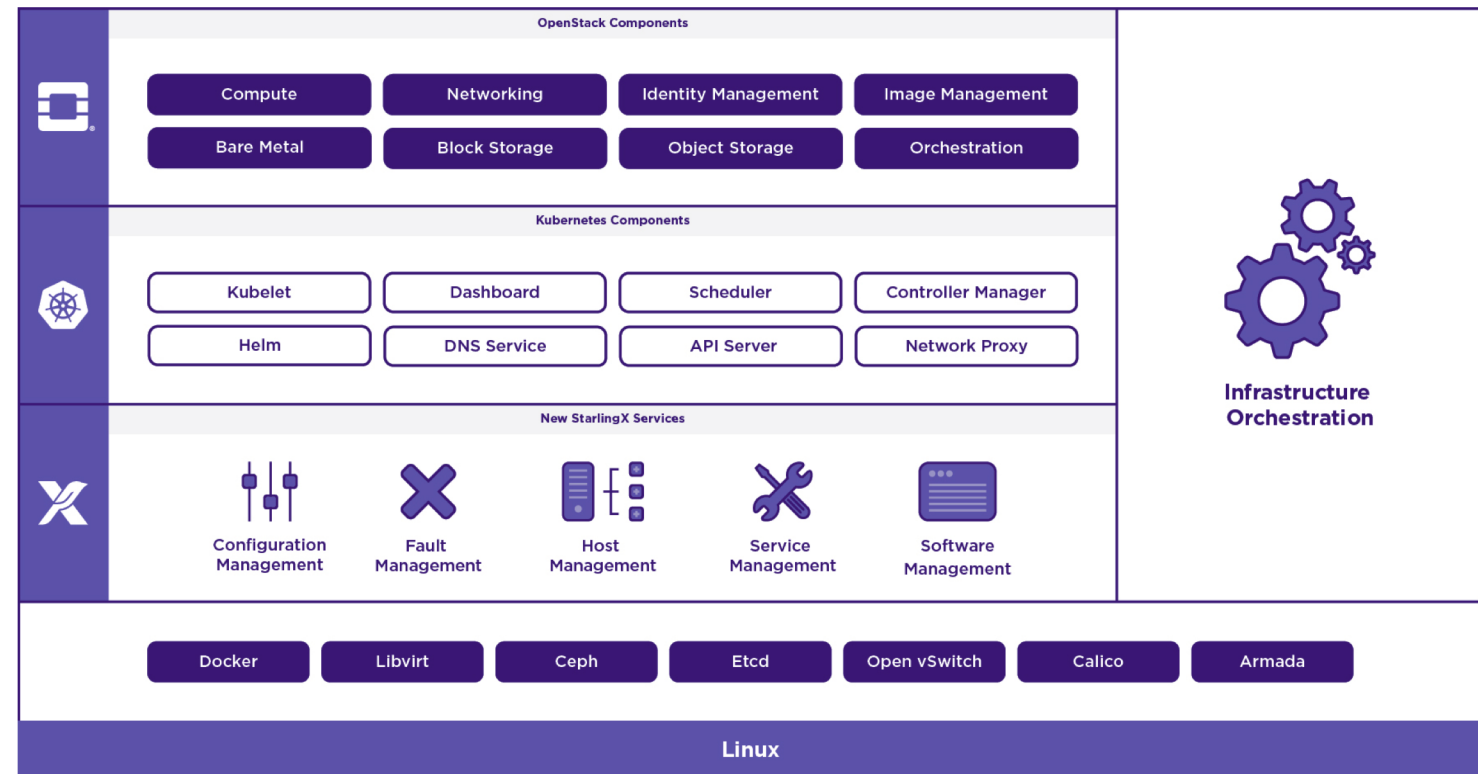 OpenStack Components
Compute
Networking
Identity Management
Image Management
Bare Metal
Block Storage
Object Storage
Orchestration
Kubernetes Components
Kubelet
Dashboard
Scheduler
Controller Manager
Helm
DNS Service
API Server
Network Proxy
New StarlingX Services
Configuration
Management
Fault
Management
Host
Management
Service
Management
Software
Management
Infrastructure
Orchestration
Docker
Libvirt
Ceph
Etcd
Open vSwitch
Calico
Armada
Linux